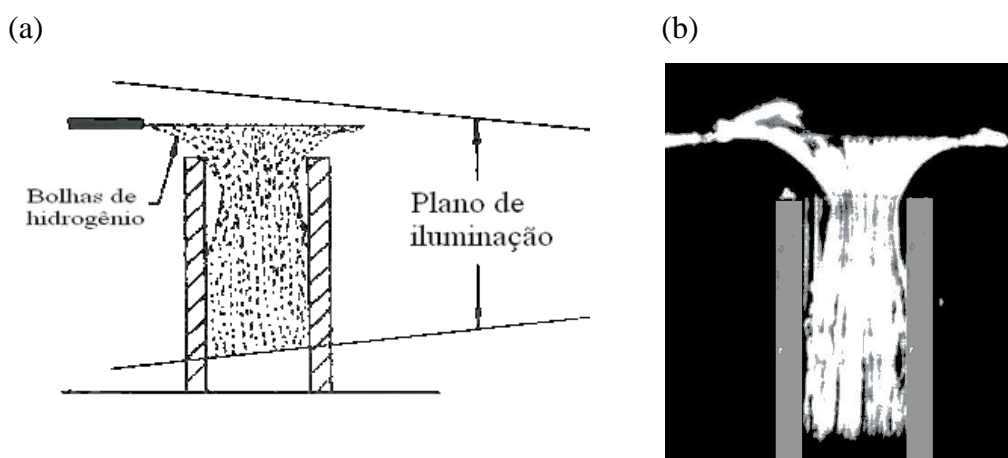 (a)
(b)
Bolhas de
hidrogênio
Plano de
iluminação